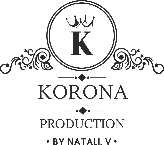 K
KORONA
PRODUCTION
• BY NATALI V •